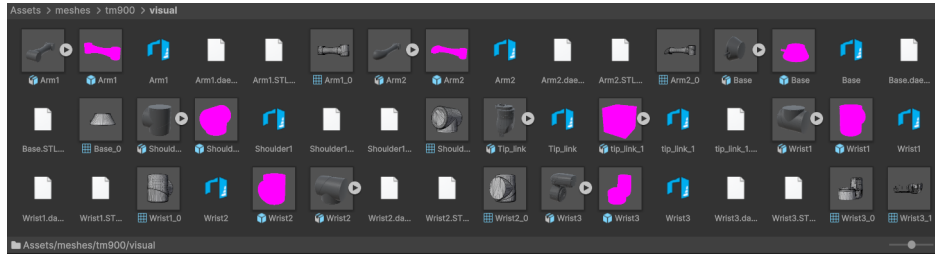 Assets > meshes > tm900 > visual
Arm1 Arm1 Arm1 Arm1.dae... Arm1.STL... Arm1_0 Arm2 Arm2 Arm2 Arm2.dae... Arm2.STL... Arm2_0 Base Base Base Base.dae...
Base.STL... Base_0 Should... Should... Shoulder1 Shoulder1... Shoulder1... Should... Tip_link Tip_link tip_link_1 tip_link_1 tip_link_1.... Wrist1 Wrist1 Wrist1
Wrist1.da... Wrist1.ST... Wrist1_0 Wrist2 Wrist2 Wrist2 Wrist2.da... Wrist2.ST... Wrist2_0 Wrist3 Wrist3 Wrist3 Wrist3.da... Wrist3.ST... Wrist3_0 Wrist3_1
Assets/meshes/tm900/visual